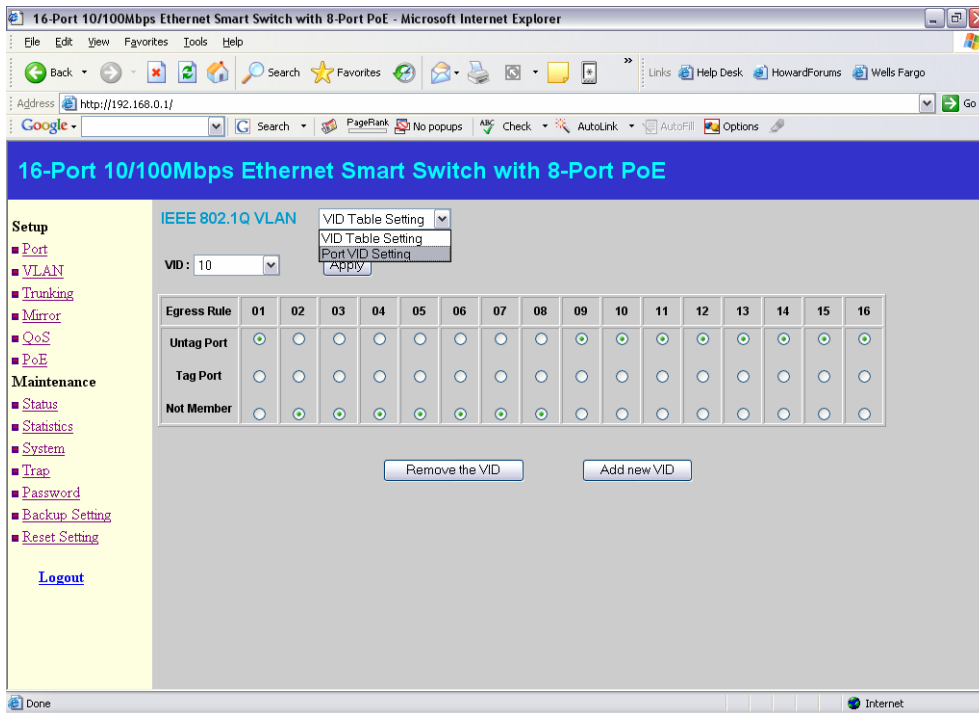 16-Port 10/100Mbps Ethernet Smart Switch with 8-Port PoE - Microsoft Internet Explorer
File Edit View Favorites Tools Help
Back Search Favorites » Links Help Desk HowardForums Wells Fargo
Address http://192.168.0.1/ Go
Google Search PageRank No popups ABC Check AutoLink AutoFill Options
16-Port 10/100Mbps Ethernet Smart Switch with 8-Port PoE
Setup
Port
VLAN
Trunking
Mirror
QoS
PoE
Maintenance
Status
Statistics
System
Trap
Password
Backup Setting
Reset Setting
Logout
IEEE 802.1Q VLAN VID Table Setting
VID Table Setting
Port VID Setting
VID : 10 Apply
Egress Rule 01 02 03 04 05 06 07 08 09 10 11 12 13 14 15 16
Untag Port
Tag Port
Not Member
Remove the VID Add new VID
Done Internet